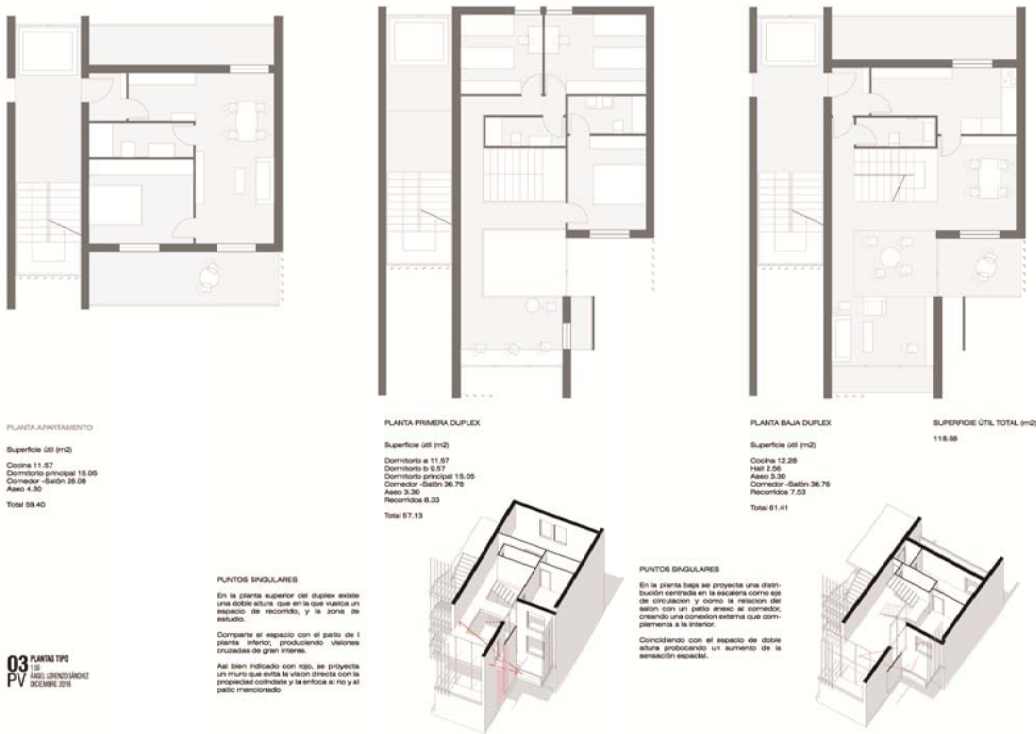 PLANTA APARTAMENTO
Superficie útil (m2)
Cocina 11.57
Dormitorio principal 15.05
Comedor -Salón 28.08
Aseo 4.30
Total 59.40
PLANTA PRIMERA DUPLEX
Superficie útil (m2)
Dormitorio a 11.57
Dormitorio b 9.57
Dormitorio principal 15.05
Comedor -Salón 36.76
Aseo 3.30
Recorridos 8.03
Total 57.13
PLANTA BAJA DUPLEX
Superficie útil (m2)
Cocina 12.28
Hall 2.56
Aseo 3.30
Comedor -Salón 36.76
Recorridos 7.53
Total 61.41
SUPERFICIE ÚTIL TOTAL (m2)
PUNTOS SINGULARES
En la planta superior del duplex existe
una doble altura que en la que vuelca un
espacio de recorrido, y la zona de
estudio.
Comparte el espacio con el patio de l
planta inferior, produciendo visiones
cruzadas de gran interes.
Asi bien indicado con rojo, se proyecta
un muro que evita la vision directa con la
propiedad colindate y la enfoca al rio y al
patio mencionado
PUNTOS SINGULARES
En la planta baja se proyecta una distri-
bución centrada en la escalera como eje
de circulacion y como la relacion del
salon con un patio anexo al comedor,
creando una conexion externa que com-
plementa a la interior.
Coincidiendo con el espacio de doble
altura probocando un aumento de la
sensación espacial.
03
PV
PLANTAS TIPO
1:50
ÁNGEL LORENZO SÁNCHEZ